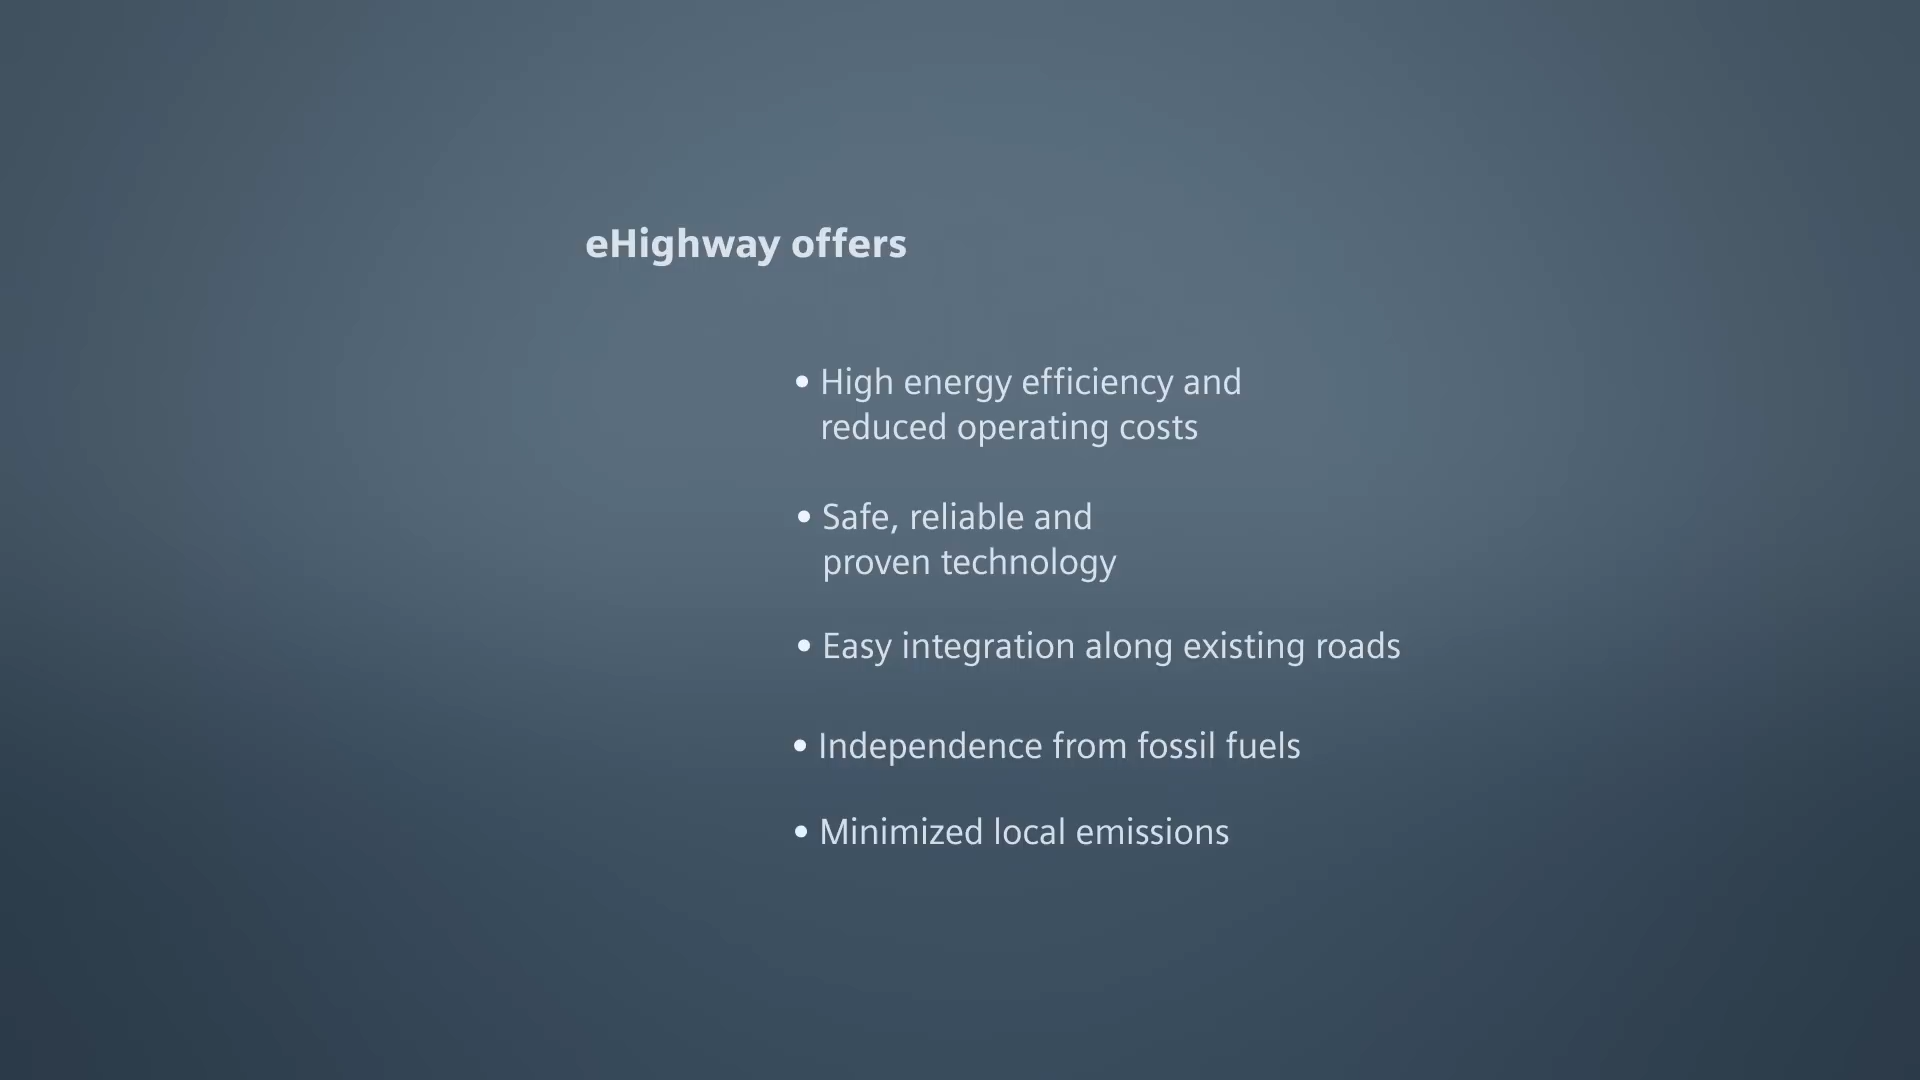 eHighway offers
• High energy efficiency and
reduced operating costs
• Safe, reliable and
proven technology
• Easy integration along existing roads
• Independence from fossil fuels
• Minimized local emissions